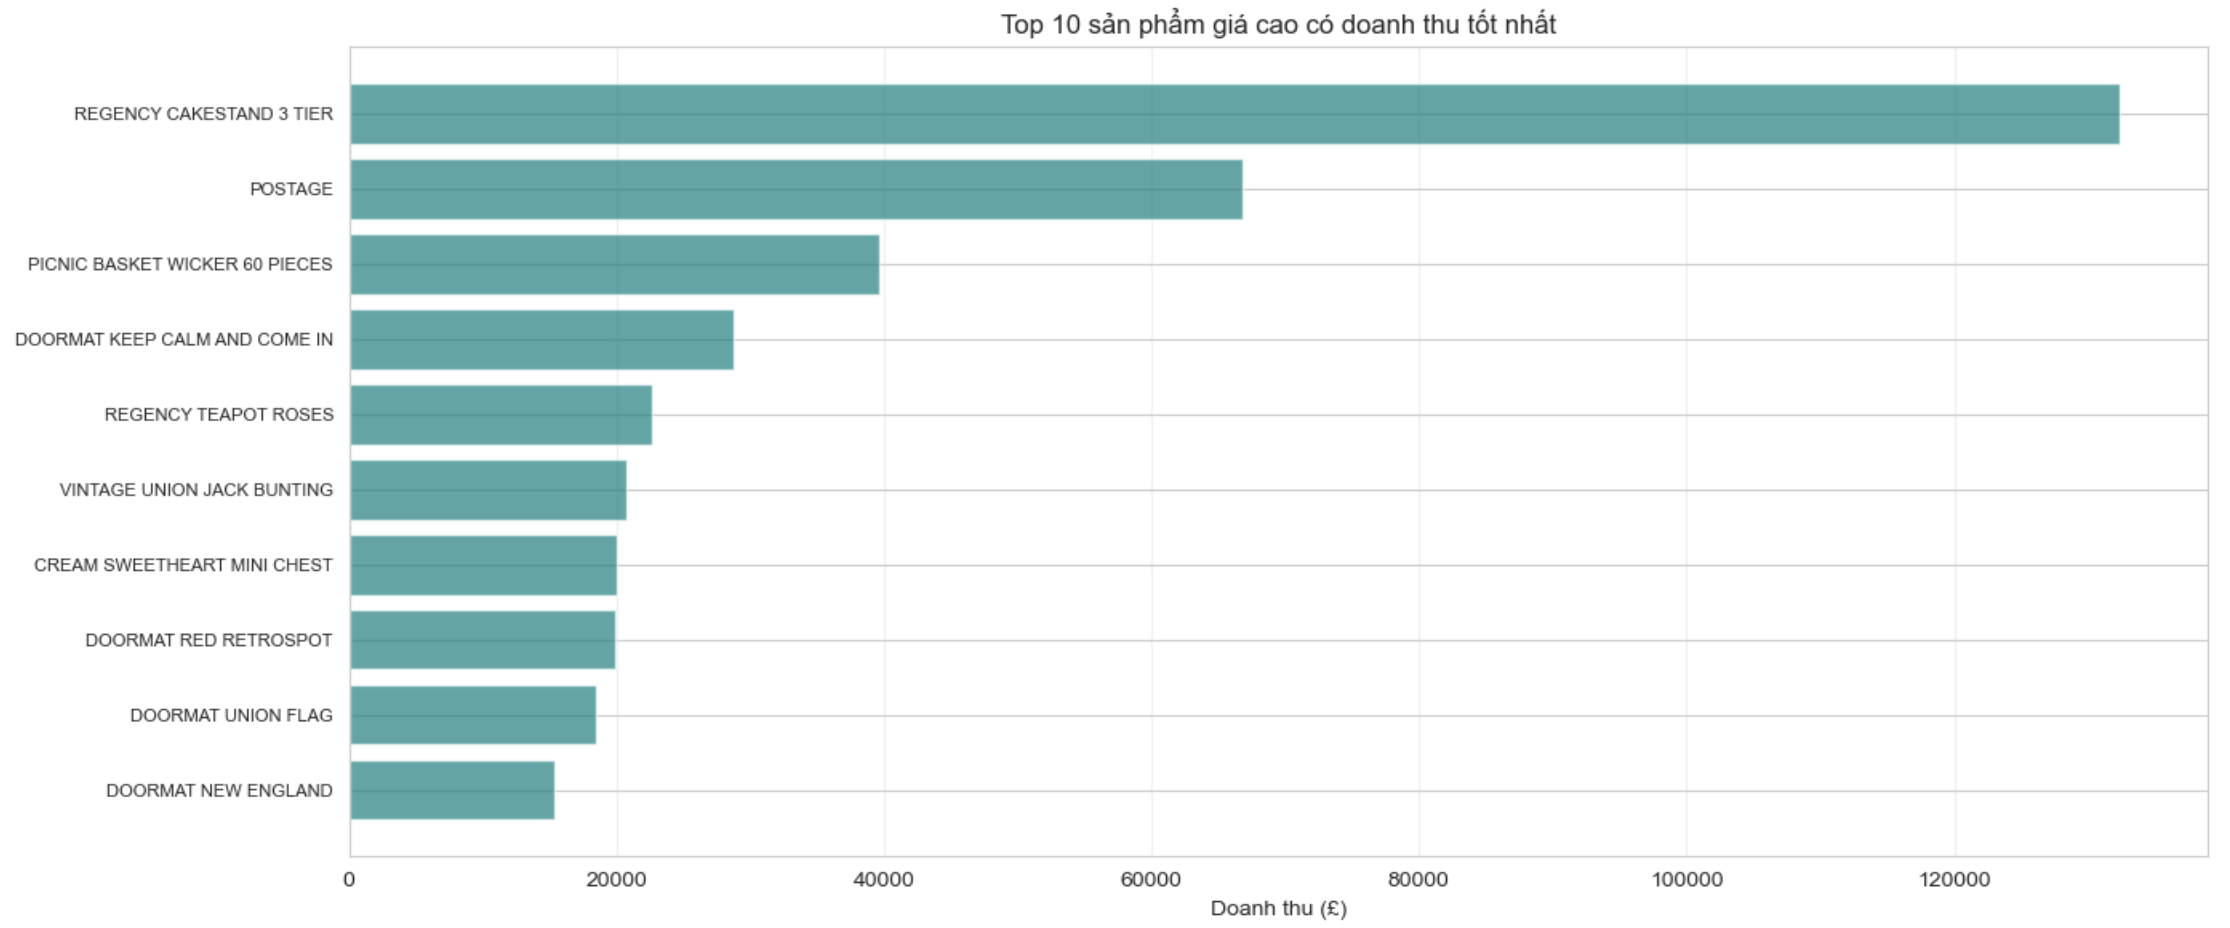 Top 10 sản phẩm giá cao có doanh thu tốt nhất
REGENCY CAKESTAND 3 TIER
POSTAGE
PICNIC BASKET WICKER 60 PIECES
DOORMAT KEEP CALM AND COME IN
REGENCY TEAPOT ROSES
VINTAGE UNION JACK BUNTING
CREAM SWEETHEART MINI CHEST
DOORMAT RED RETROSPOT
DOORMAT UNION FLAG
DOORMAT NEW ENGLAND
0 20000 40000 60000 80000 100000 120000
Doanh thu (£)